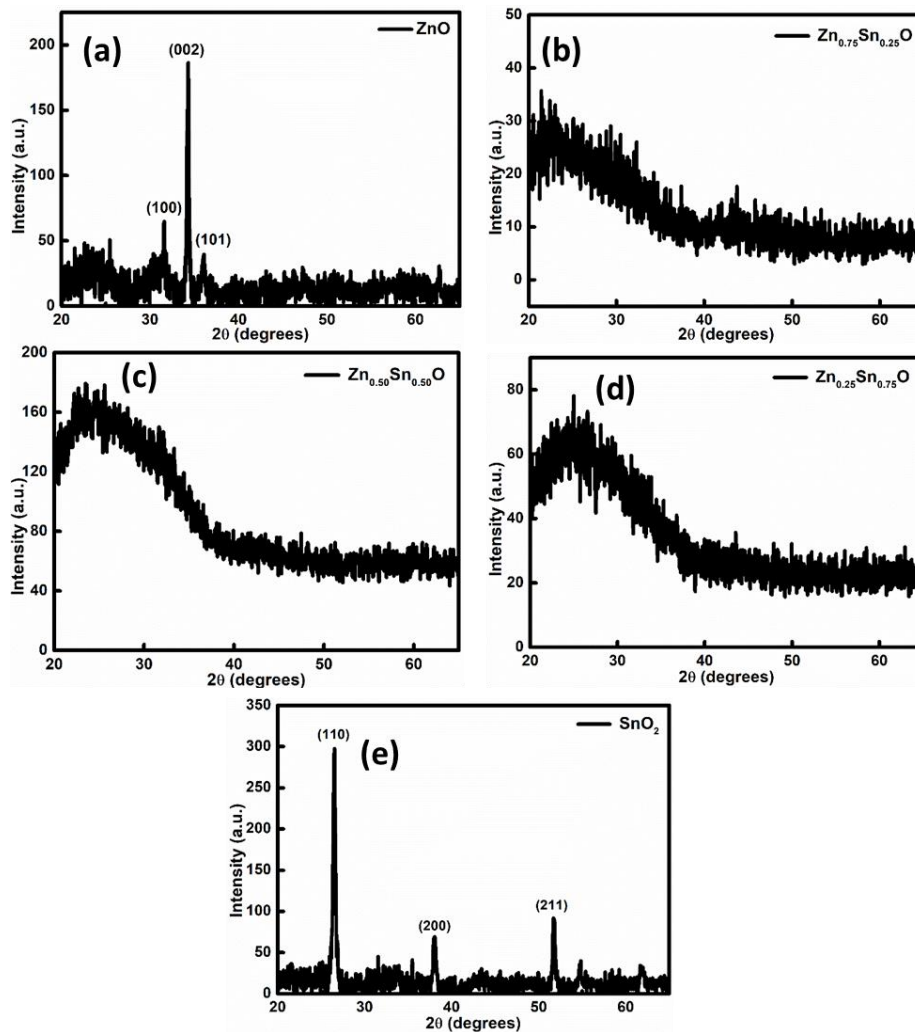 (a)
ZnO
(002)
(100)
(101)
200
150
100
50
0
Intensity (a.u.)
20 30 40 50 60
2θ (degrees)
(b)
Zn0.75Sn0.25O
50
40
30
20
10
0
Intensity (a.u.)
20 30 40 50 60
2θ (degrees)
(c)
Zn0.50Sn0.50O
200
160
120
80
40
0
Intensity (a.u.)
20 30 40 50 60
2θ (degrees)
(d)
Zn0.25Sn0.75O
80
60
40
20
0
Intensity (a.u.)
20 30 40 50 60
2θ (degrees)
(e)
SnO2
(110)
(200)
(211)
350
300
250
200
150
100
50
0
Intensity (a.u.)
20 30 40 50 60
2θ (degrees)